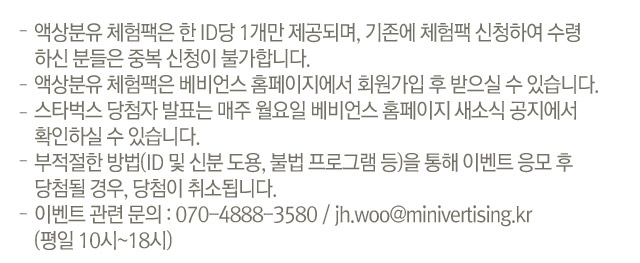 - 액상분유 체험팩은 한 ID당 1개만 제공되며, 기존에 체험팩 신청하여 수령
하신 분들은 중복 신청이 불가합니다.
- 액상분유 체험팩은 베비언스 홈페이지에서 회원가입 후 받으실 수 있습니다.
- 스타벅스 당첨자 발표는 매주 월요일 베비언스 홈페이지 새소식 공지에서
확인하실 수 있습니다.
- 부적절한 방법(ID 및 신분 도용, 불법 프로그램 등)을 통해 이벤트 응모 후
당첨될 경우, 당첨이 취소됩니다.
- 이벤트 관련 문의 : 070-4888-3580 / jh.woo@minivertising.kr
(평일 10시~18시)